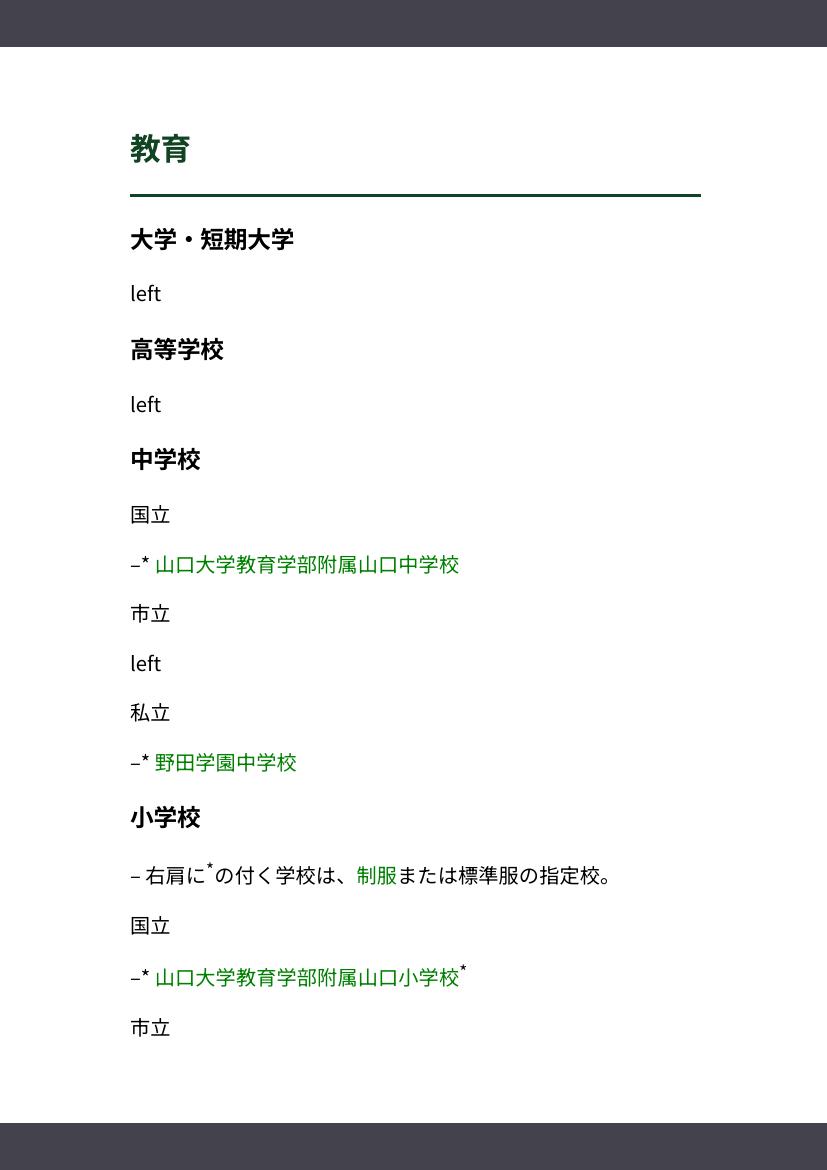 教育
大学・短期大学
left
高等学校
left
中学校
国立
–* 山口大学教育学部附属山口中学校
市立
left
私立
–* 野田学園中学校
小学校
– 右肩に*の付く学校は、制服または標準服の指定校。
国立
–* 山口大学教育学部附属山口小学校*
市立